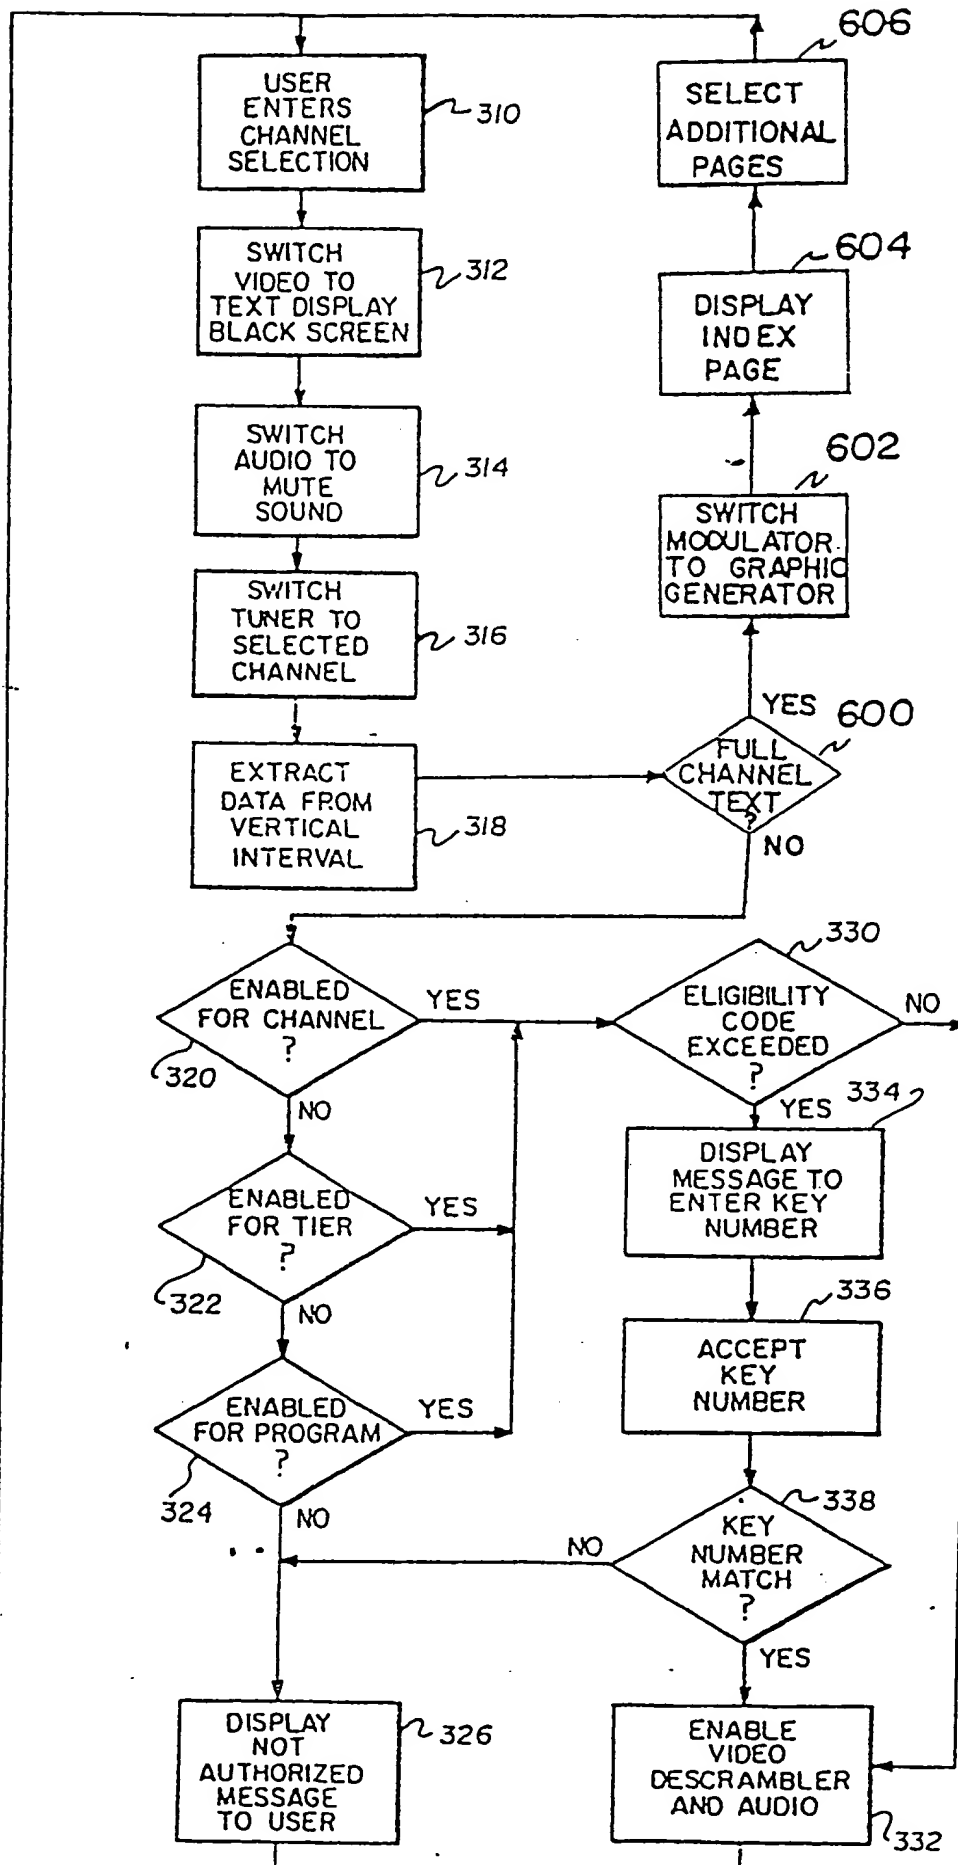 USER
ENTERS
CHANNEL
SELECTION
310
SWITCH
VIDEO TO
TEXT DISPLAY
BLACK SCREEN
312
SWITCH
AUDIO TO
MUTE
SOUND
314
SWITCH
TUNER TO
SELECTED
CHANNEL
316
EXTRACT
DATA FROM
VERTICAL
INTERVAL
318
606
SELECT
ADDITIONAL
PAGES
604
DISPLAY
INDEX
PAGE
602
SWITCH
MODULATOR
TO GRAPHIC
GENERATOR
YES
600
FULL
CHANNEL
TEXT
?
NO
ENABLED
FOR CHANNEL
?
320
YES
NO
ENABLED
FOR TIER
?
322
YES
NO
ENABLED
FOR PROGRAM
?
324
YES
NO
330
ELIGIBILITY
CODE
EXCEEDED
?
NO
YES
334
DISPLAY
MESSAGE TO
ENTER KEY
NUMBER
336
ACCEPT
KEY
NUMBER
338
KEY
NUMBER
MATCH
?
NO
YES
DISPLAY
NOT
AUTHORIZED
MESSAGE
TO USER
326
ENABLE
VIDEO
DESCRAMBLER
AND AUDIO
332